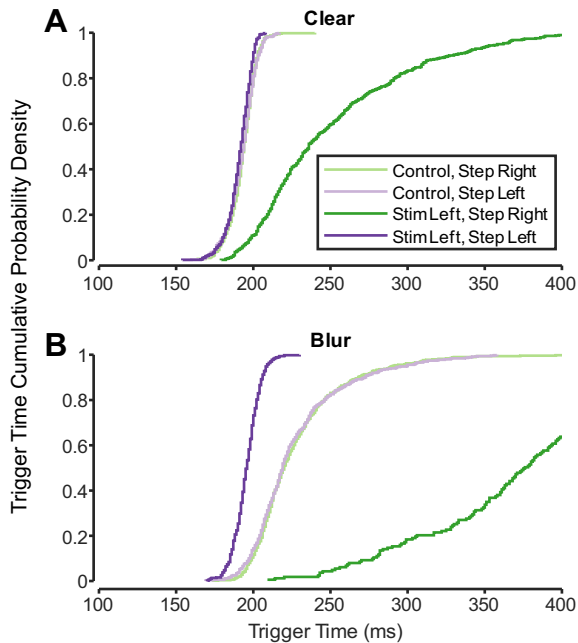 A
Clear
1
0.8
0.6
0.4
0.2
0
Control, Step Right
Control, Step Left
Stim Left, Step Right
Stim Left, Step Left
100 150 200 250 300 350 400
Trigger Time Cumulative Probability Density
B
Blur
1
0.8
0.6
0.4
0.2
0
100 150 200 250 300 350 400
Trigger Time (ms)